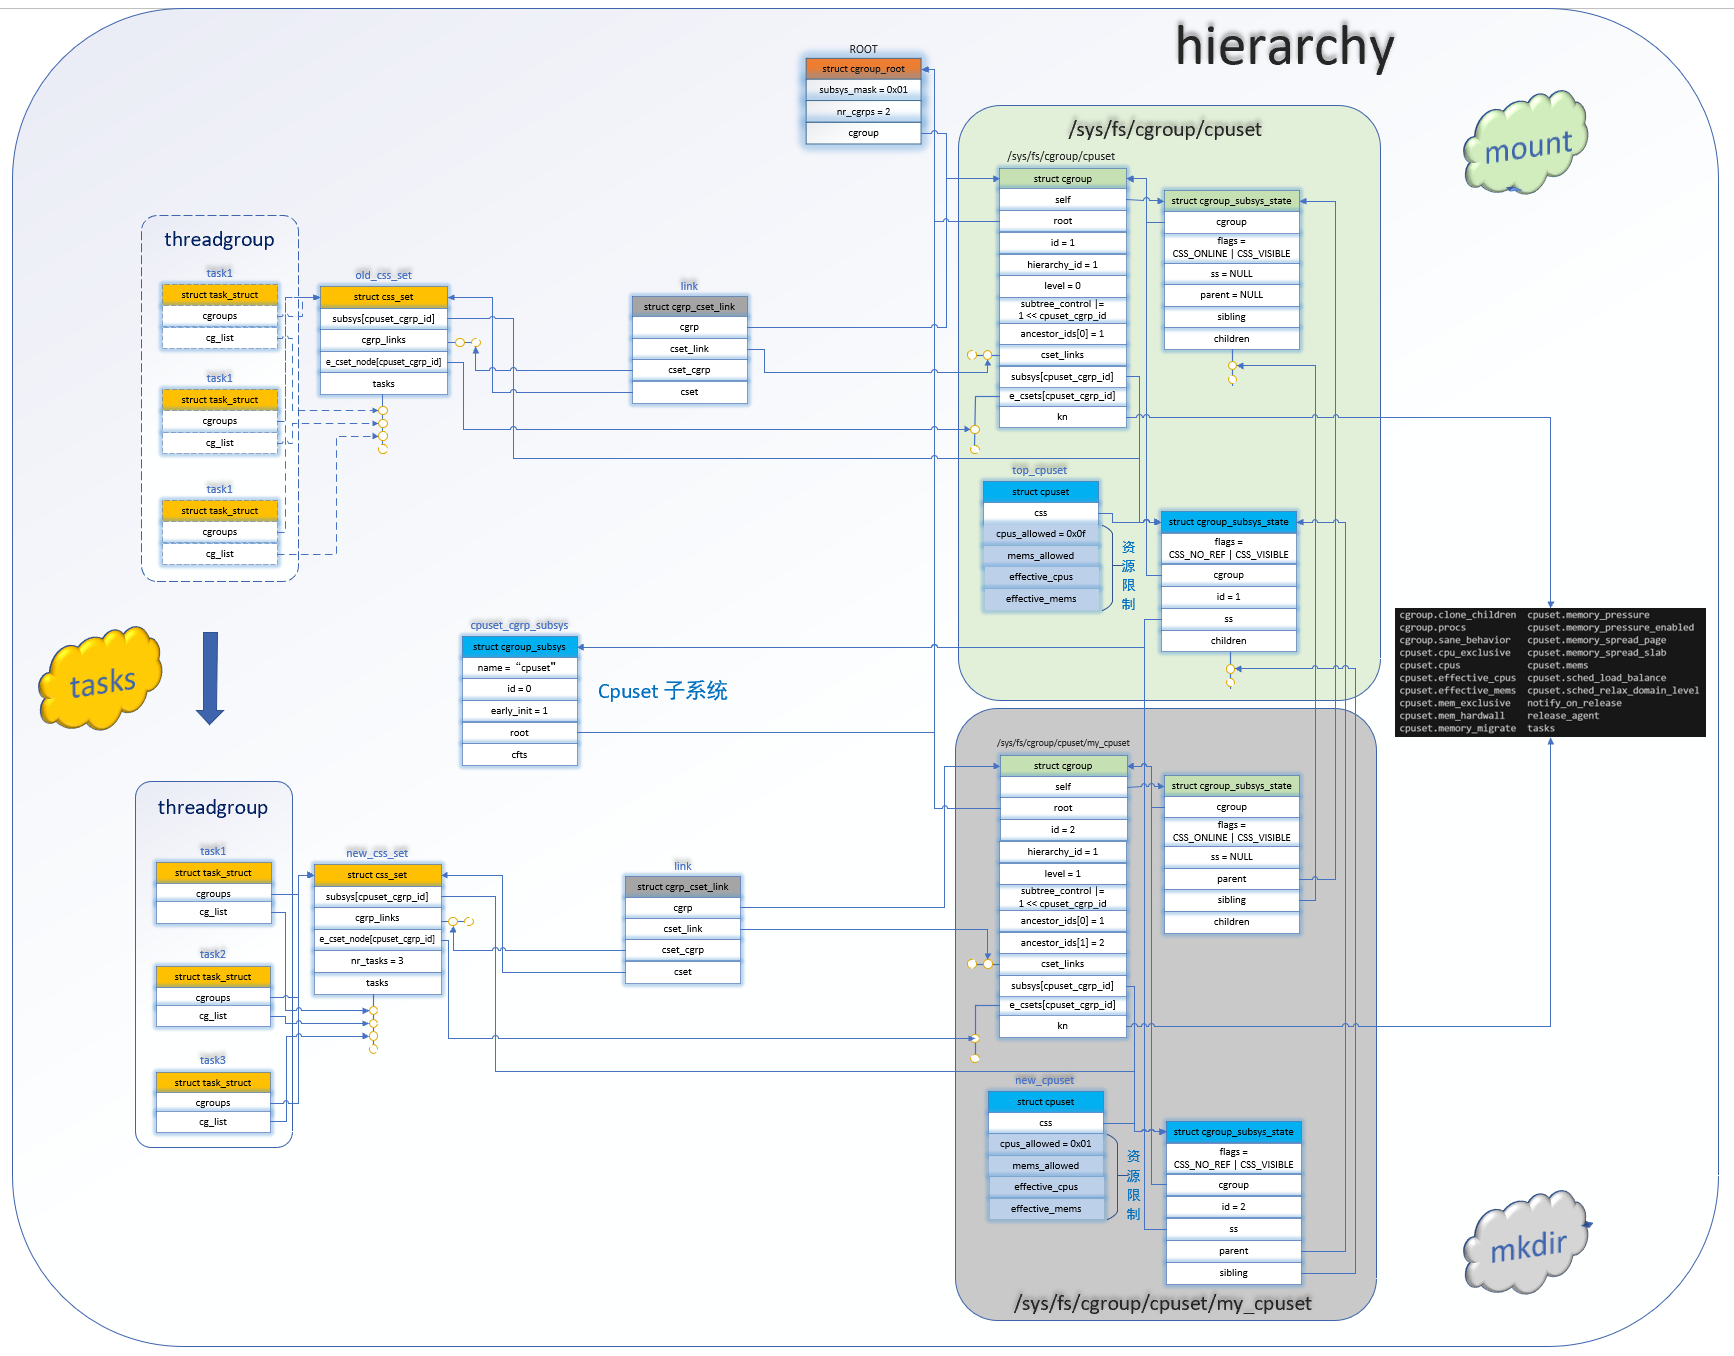 hierarchy
ROOT
struct cgroup_root
subsys_mask = 0x01
nr_cgrps = 2
cgroup
mount
/sys/fs/cgroup/cpuset
/sys/fs/cgroup/cpuset
struct cgroup
self
root
id = 1
hierarchy_id = 1
level = 0
subtree_control |=
1 << cpuset_cgrp_id
ancestor_ids[0] = 1
cset_links
subsys[cpuset_cgrp_id]
e_csets[cpuset_cgrp_id]
kn
struct cgroup_subsys_state
cgroup
flags =
CSS_ONLINE | CSS_VISIBLE
ss = NULL
parent = NULL
sibling
children
threadgroup
task1
struct task_struct
cgroups
cg_list
task1
struct task_struct
cgroups
cg_list
task1
struct task_struct
cgroups
cg_list
old_css_set
struct css_set
subsys[cpuset_cgrp_id]
cgrp_links
e_cset_node[cpuset_cgrp_id]
tasks
link
struct cgrp_cset_link
cgrp
cset_link
cset_cgrp
cset
top_cpuset
struct cpuset
css
cpus_allowed = 0x0f
mems_allowed
effective_cpus
effective_mems
资
源
限
制
struct cgroup_subsys_state
flags =
CSS_NO_REF | CSS_VISIBLE
cgroup
id = 1
ss
children
tasks
cpuset_cgrp_subsys
struct cgroup_subsys
name = “cpuset”
id = 0
early_init = 1
root
cfts
Cpuset 子系统
cgroup.clone_children cpuset.memory_pressure
cgroup.procs cpuset.memory_pressure_enabled
cgroup.sane_behavior cpuset.memory_spread_page
cpuset.cpu_exclusive cpuset.memory_spread_slab
cpuset.cpus cpuset.mems
cpuset.effective_cpus cpuset.sched_load_balance
cpuset.effective_mems cpuset.sched_relax_domain_level
cpuset.mem_exclusive notify_on_release
cpuset.mem_hardwall release_agent
cpuset.memory_migrate tasks
threadgroup
task1
struct task_struct
cgroups
cg_list
task2
struct task_struct
cgroups
cg_list
task3
struct task_struct
cgroups
cg_list
new_css_set
struct css_set
subsys[cpuset_cgrp_id]
cgrp_links
e_cset_node[cpuset_cgrp_id]
nr_tasks = 3
tasks
link
struct cgrp_cset_link
cgrp
cset_link
cset_cgrp
cset
/sys/fs/cgroup/cpuset/my_cpuset
struct cgroup
self
root
id = 2
hierarchy_id = 1
level = 1
subtree_control |=
1 << cpuset_cgrp_id
ancestor_ids[0] = 1
ancestor_ids[1] = 2
cset_links
subsys[cpuset_cgrp_id]
e_csets[cpuset_cgrp_id]
kn
struct cgroup_subsys_state
cgroup
flags =
CSS_ONLINE | CSS_VISIBLE
ss = NULL
parent
sibling
children
new_cpuset
struct cpuset
css
cpus_allowed = 0x01
mems_allowed
effective_cpus
effective_mems
资
源
限
制
struct cgroup_subsys_state
flags =
CSS_NO_REF | CSS_VISIBLE
cgroup
id = 2
ss
parent
sibling
/sys/fs/cgroup/cpuset/my_cpuset
mkdir